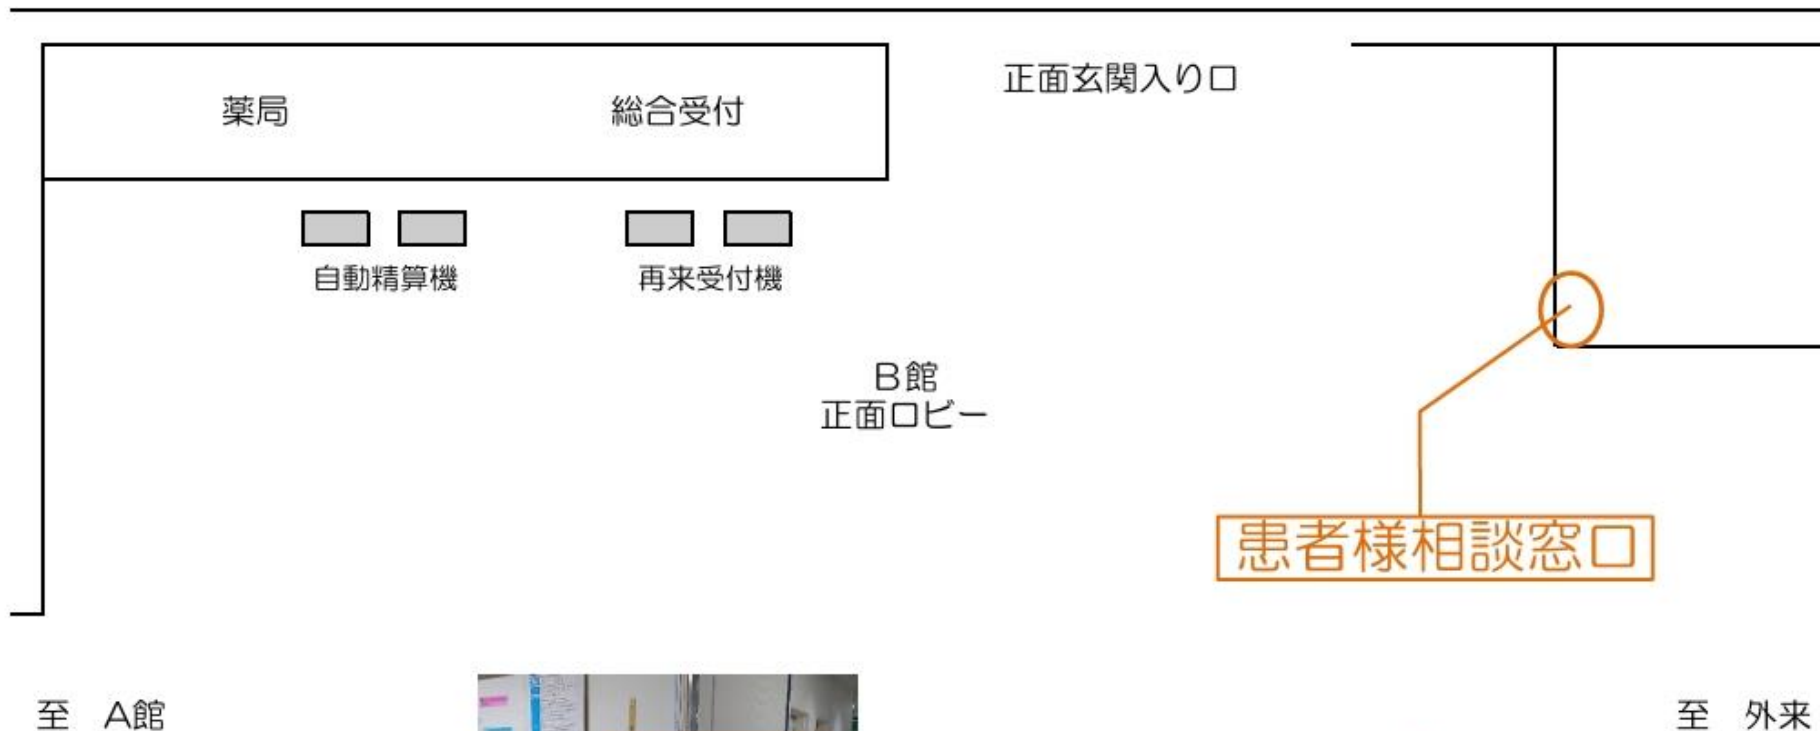 正面玄関入り口
薬局 総合受付
自動精算機 再来受付機
B館
正面ロビー
患者様相談窓口
至 A館 至 外来